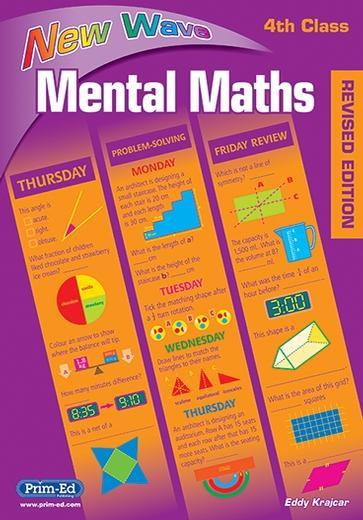 New Wave
4th Class
Mental Maths
REVISED EDITION
THURSDAY
This angle is
acute.
right.
obtuse.
What fraction of children
liked chocolate and strawberry
ice cream?
chocolate
vanilla
strawberry
Colour an arrow to show
where the balance will tip.
How many minutes difference?
8:35
9:10
This is a net of a
PROBLEM-SOLVING
MONDAY
An architect is designing a
small staircase. The height of
each stair is 20 cm
and each length
is 30 cm.
What is the length of a?
cm
What is the height of the
staircase b? cm
TUESDAY
Tick the matching shape after
a ½ turn rotation.
WEDNESDAY
Draw lines to match the
triangles to their names.
scalene equilateral isosceles
THURSDAY
An architect is designing an
auditorium. Row A has 15 seats
and each row after that has 15
more seats. What is the seating
capacity?
STAGE
FRIDAY REVIEW
Which is not a line of
symmetry?
A
B
C
The capacity is
1,500 mL. What is
the volume at B?
mL
What was the time ¼ of an
hour before?
3:00
This shape is a
What is the area of this grid?
squares
This is a
Prim-Ed
Publishing
www.prim-ed.com
Eddy Krajcar